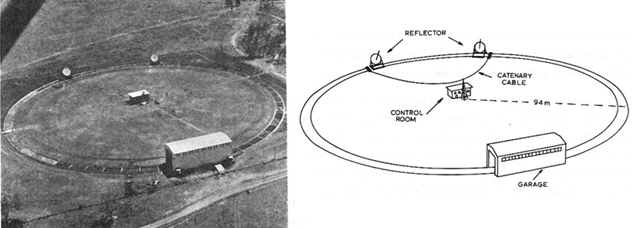 REFLECTOR
CATENARY
CABLE
CONTROL
ROOM
94m
GARAGE